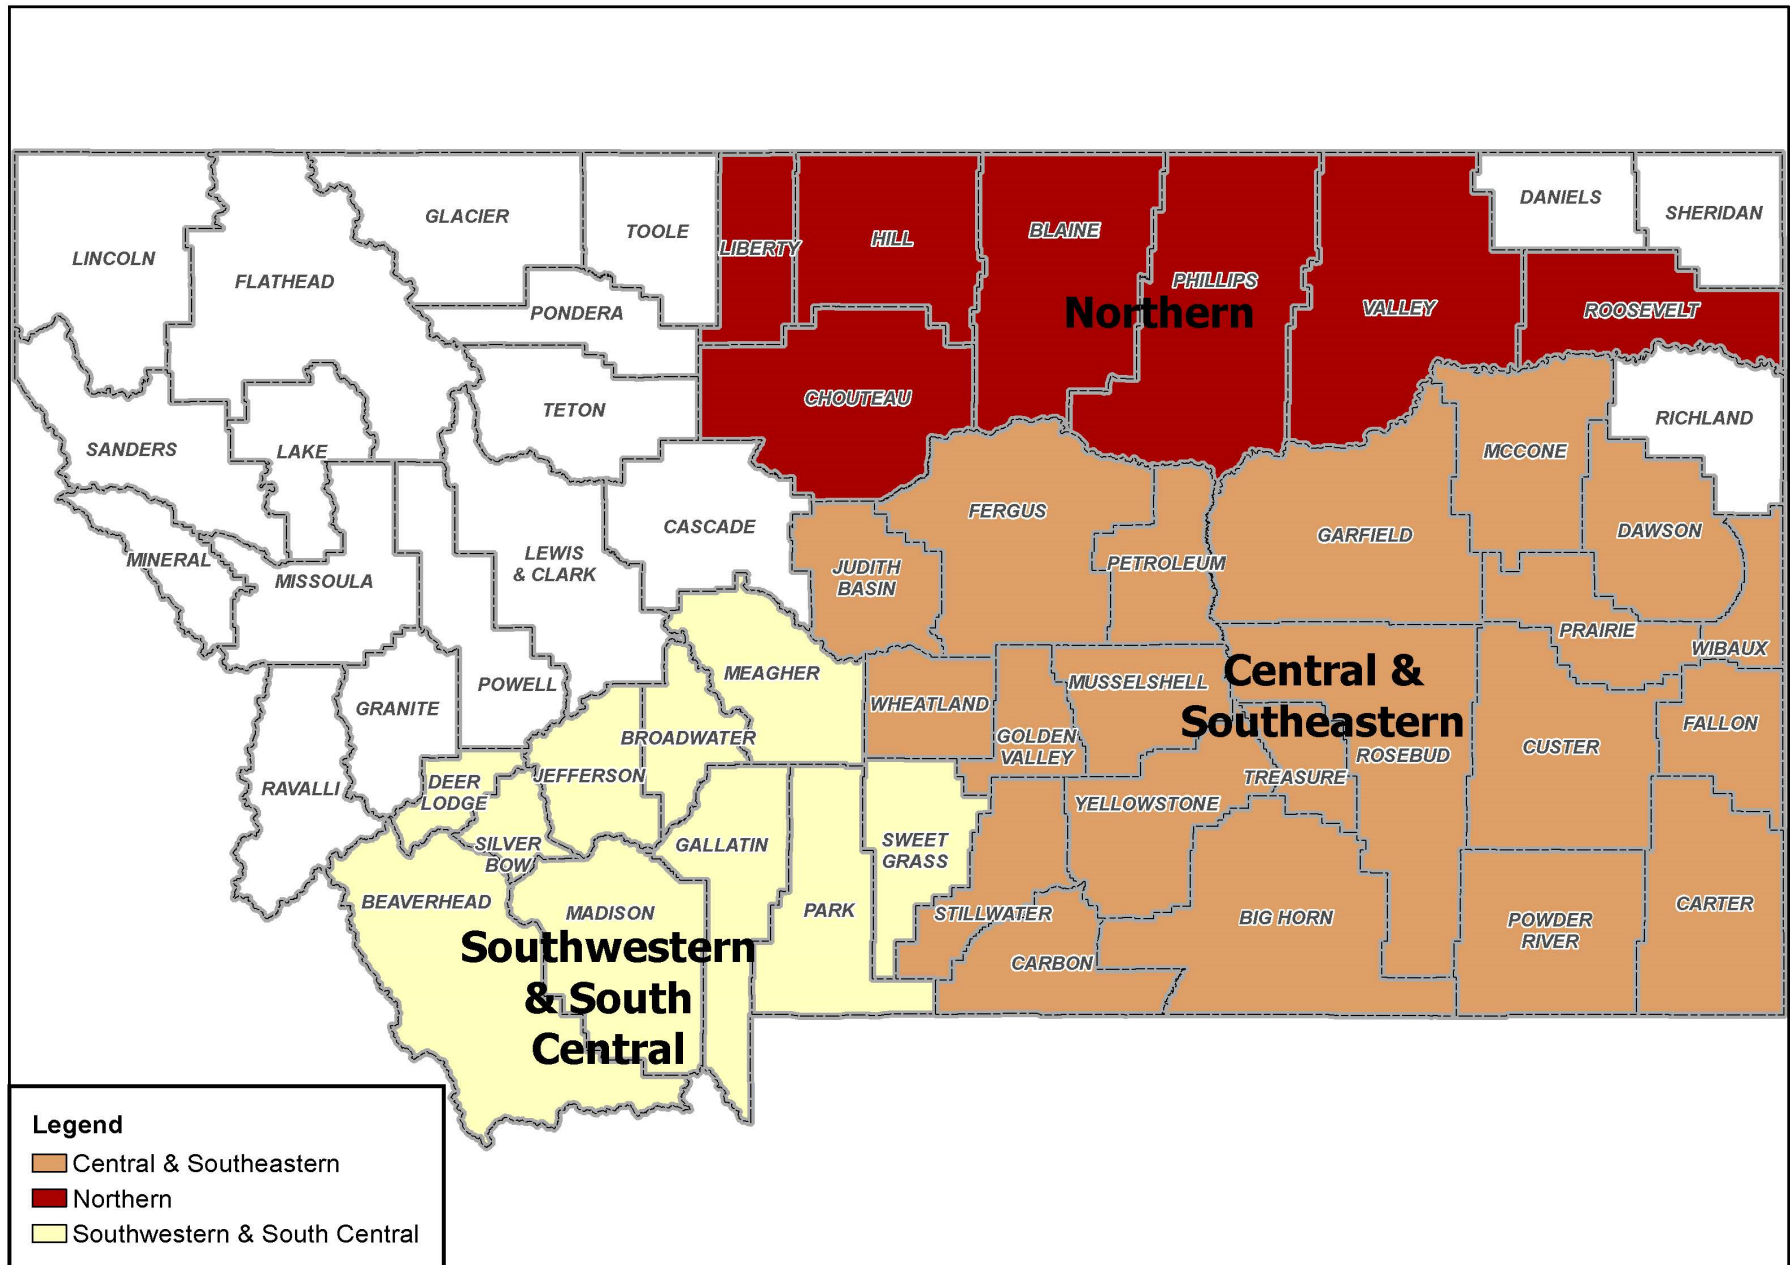 DANIELS
SHERIDAN
GLACIER
TOOLE
LIBERTY
HILL
BLAINE
LINCOLN
FLATHEAD
PHILLIPS
PONDERA
Northern
VALLEY
ROOSEVELT
CHOUTEAU
TETON
RICHLAND
SANDERS
LAKE
MCCONE
FERGUS
CASCADE
GARFIELD
DAWSON
MINERAL
MISSOULA
LEWIS
& CLARK
JUDITH
BASIN
PETROLEUM
PRAIRIE
WIBAUX
MEAGHER
Central &
Southeastern
MUSSELSHELL
POWELL
GRANITE
WHEATLAND
BROADWATER
GOLDEN
VALLEY
ROSEBUD
CUSTER
FALLON
RAVALLI
DEER
LODGE
JEFFERSON
TREASURE
YELLOWSTONE
SILVER
BOW
GALLATIN
SWEET
GRASS
BEAVERHEAD
MADISON
PARK
STILLWATER
BIG HORN
POWDER
RIVER
CARTER
CARBON
Southwestern
& South
Central
Legend
Central & Southeastern
Northern
Southwestern & South Central